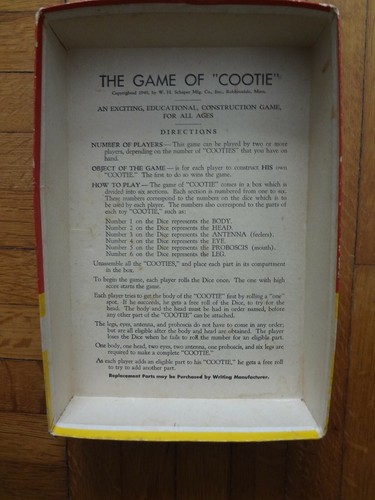 THE GAME OF "COOTIE"
Copyrighted 1949, by W. H. Schaper Mfg. Co., Inc., Robbinsdale, Minn.
AN EXCITING, EDUCATIONAL, CONSTRUCTION GAME,
FOR ALL AGES
DIRECTIONS
NUMBER OF PLAYERS—This game can be played by two or more
players, depending on the number of "COOTIES" that you have on
hand.
OBJECT OF THE GAME—is for each player to construct HIS own
"COOTIE." The first to do so wins the game.
HOW TO PLAY—The game of "COOTIE" comes in a box which is
divided into six sections. Each section is numbered from one to six.
These numbers correspond to the numbers on the dice which is to
be used by each player. The numbers also correspond to the parts of
each toy "COOTIE," such as:
Number 1 on the Dice represents the BODY.
Number 2 on the Dice represents the HEAD.
Number 3 on the Dice represents the ANTENNA (feelers).
Number 4 on the Dice represents the EYE.
Number 5 on the Dice represents the PROBOSCIS (mouth).
Number 6 on the Dice represents the LEG.
Unassemble all the "COOTIES," and place each part in its compartment
in the box.
To begin the game, each player rolls the Dice once. The one with high
score starts the game.
Each player tries to get the body of the "COOTIE" first by rolling a "one"
spot. If he succeeds, he gets a free roll of the Dice, to try for the
head. The body and the head must be had in order named, before
any other part of the "COOTIE" can be attached.
The legs, eyes, antenna, and proboscis do not have to come in any order;
but are all eligible after the body and head are obtained. The player
loses the Dice when he fails to roll the number for an eligible part.
One body, one head, two eyes, two antenna, one proboscis, and six legs are
required to make a complete "COOTIE."
As each player adds an eligible part to his "COOTIE," he gets a free roll
to try to add another part.
Replacement Parts may be Purchased by Writing Manufacturer.